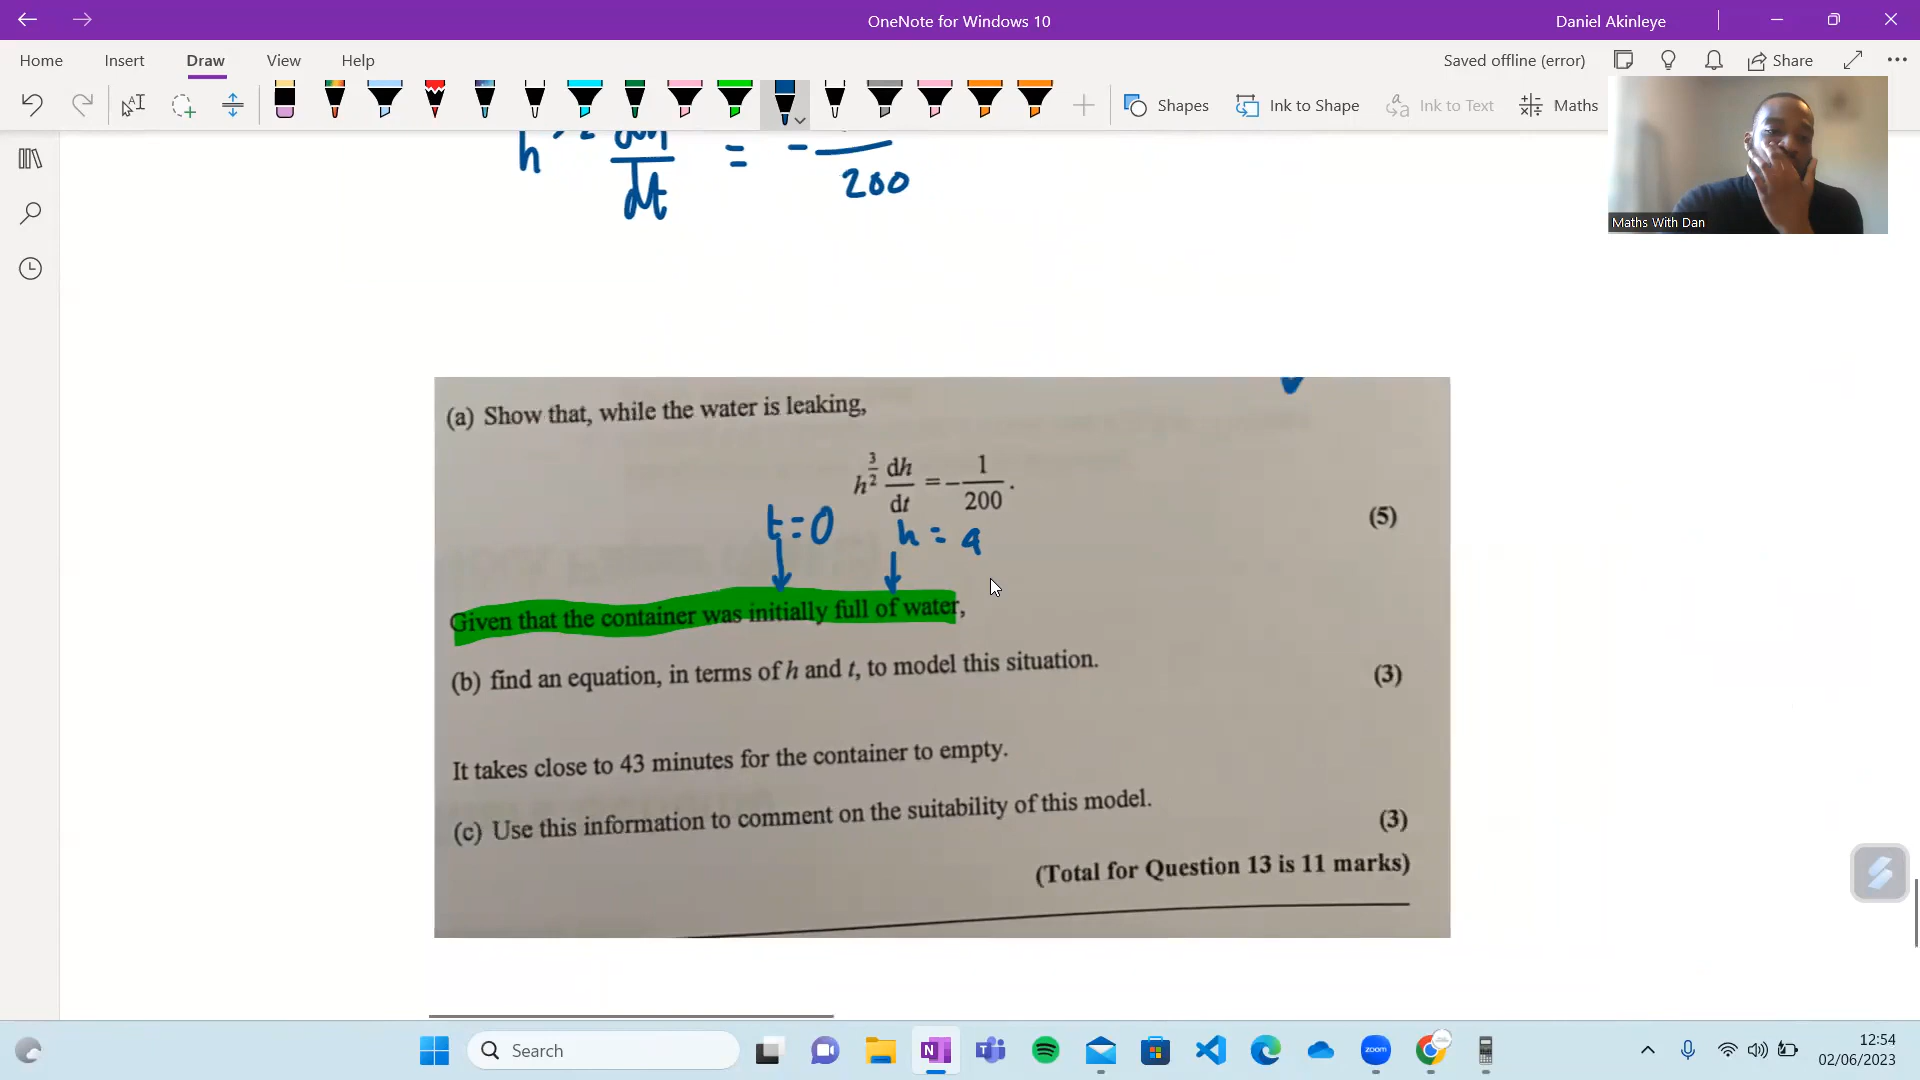 OneNote for Windows 10
Daniel Akinleye
Home Insert Draw View Help
Saved offline (error)
Share
Shapes
Ink to Shape
Ink to Text
Maths
Maths With Dan
h
dt = - 200
(a) Show that, while the water is leaking,
h^{3/2} dh/dt = - 1/200 .
(5)
t = 0 h =
Given that the container was initially full of water,
(b) find an equation, in terms of h and t, to model this situation.
(3)
It takes close to 43 minutes for the container to empty.
(c) Use this information to comment on the suitability of this model.
(3)
(Total for Question 13 is 11 marks)
Search
zoom
12:54
02/06/2023